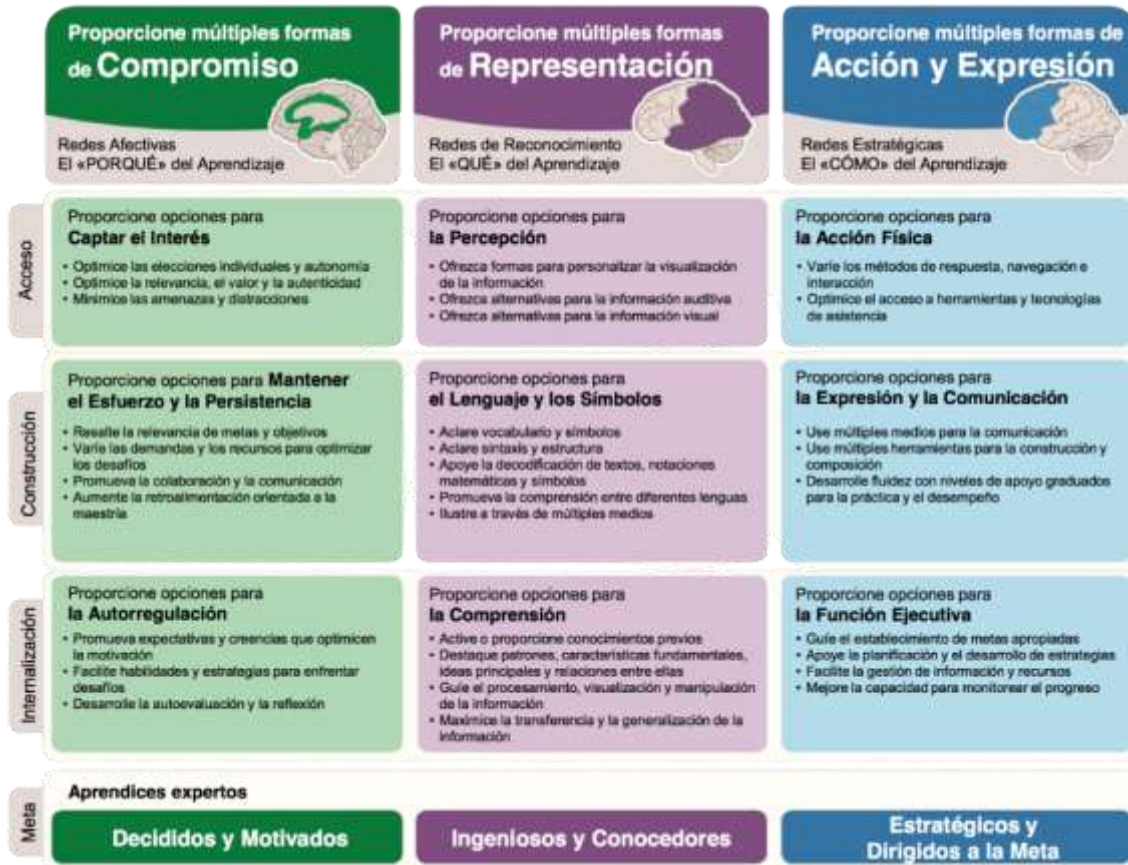 Proporcione múltiples formas
de Compromiso
Redes Afectivas
El «PORQUÉ» del Aprendizaje
Proporcione múltiples formas
de Representación
Redes de Reconocimiento
El «QUÉ» del Aprendizaje
Proporcione múltiples formas de
Acción y Expresión
Redes Estratégicas
El «CÓMO» del Aprendizaje
Acceso
Proporcione opciones para
Captar el Interés
• Optimice las elecciones individuales y autonomía
• Optimice la relevancia, el valor y la autenticidad
• Minimice las amenazas y distracciones
Proporcione opciones para
la Percepción
• Ofrezca formas para personalizar la visualización
de la información
• Ofrezca alternativas para la información auditiva
• Ofrezca alternativas para la información visual
Proporcione opciones para
la Acción Física
• Varíe los métodos de respuesta, navegación e
interacción
• Optimice el acceso a herramientas y tecnologías
de asistencia
Construcción
Proporcione opciones para Mantener
el Esfuerzo y la Persistencia
• Resalte la relevancia de metas y objetivos
• Varíe las demandas y los recursos para optimizar
los desafíos
• Promueva la colaboración y la comunicación
• Aumente la retroalimentación orientada a la
maestría
Proporcione opciones para
el Lenguaje y los Símbolos
• Aclare vocabulario y símbolos
• Aclare sintaxis y estructura
• Apoye la decodificación de textos, notaciones
matemáticas y símbolos
• Promueva la comprensión entre diferentes lenguas
• Ilustre a través de múltiples medios
Proporcione opciones para
la Expresión y la Comunicación
• Use múltiples medios para la comunicación
• Use múltiples herramientas para la construcción y
composición
• Desarrolle fluidez con niveles de apoyo graduados
para la práctica y el desempeño
Internalización
Proporcione opciones para
la Autorregulación
• Promueva expectativas y creencias que optimicen
la motivación
• Facilite habilidades y estrategias para enfrentar
desafíos
• Desarrolle la autoevaluación y la reflexión
Proporcione opciones para
la Comprensión
• Active o proporcione conocimientos previos
• Destaque patrones, características fundamentales,
ideas principales y relaciones entre ellas
• Guíe el procesamiento, visualización y manipulación
de la información
• Maximice la transferencia y la generalización de la
información
Proporcione opciones para
la Función Ejecutiva
• Guíe el establecimiento de metas apropiadas
• Apoye la planificación y el desarrollo de estrategias
• Facilite la gestión de información y recursos
• Mejore la capacidad para monitorear el progreso
Meta
Aprendices expertos
Decididos y Motivados
Ingeniosos y Conocedores
Estratégicos y
Dirigidos a la Meta